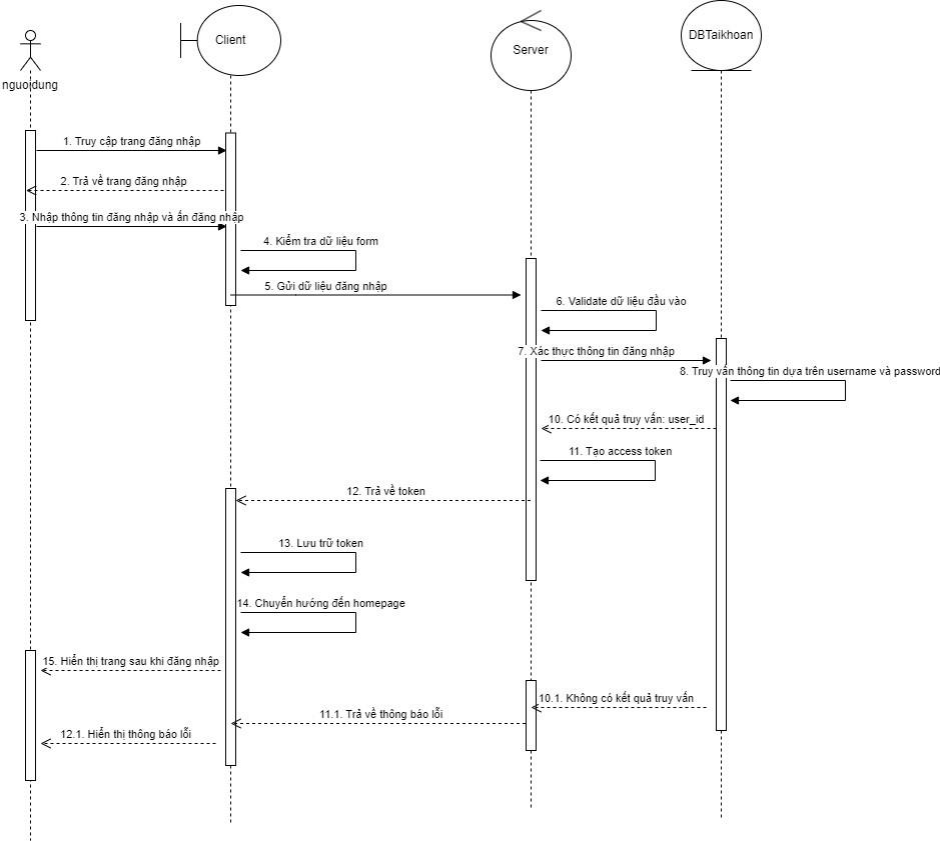 Client
Server
DBTaikhoan
nguoidung
1. Truy cập trang đăng nhập
2. Trả về trang đăng nhập
3. Nhập thông tin đăng nhập và ấn đăng nhập
4. Kiểm tra dữ liệu form
5. Gửi dữ liệu đăng nhập
6. Validate dữ liệu đầu vào
7. Xác thực thông tin đăng nhập
8. Truy vấn thông tin dựa trên username và password
10. Có kết quả truy vấn: user_id
11. Tạo access token
12. Trả về token
13. Lưu trữ token
14. Chuyển hướng đến homepage
15. Hiển thị trang sau khi đăng nhập
10.1. Không có kết quả truy vấn
11.1. Trả về thông báo lỗi
12.1. Hiển thị thông báo lỗi